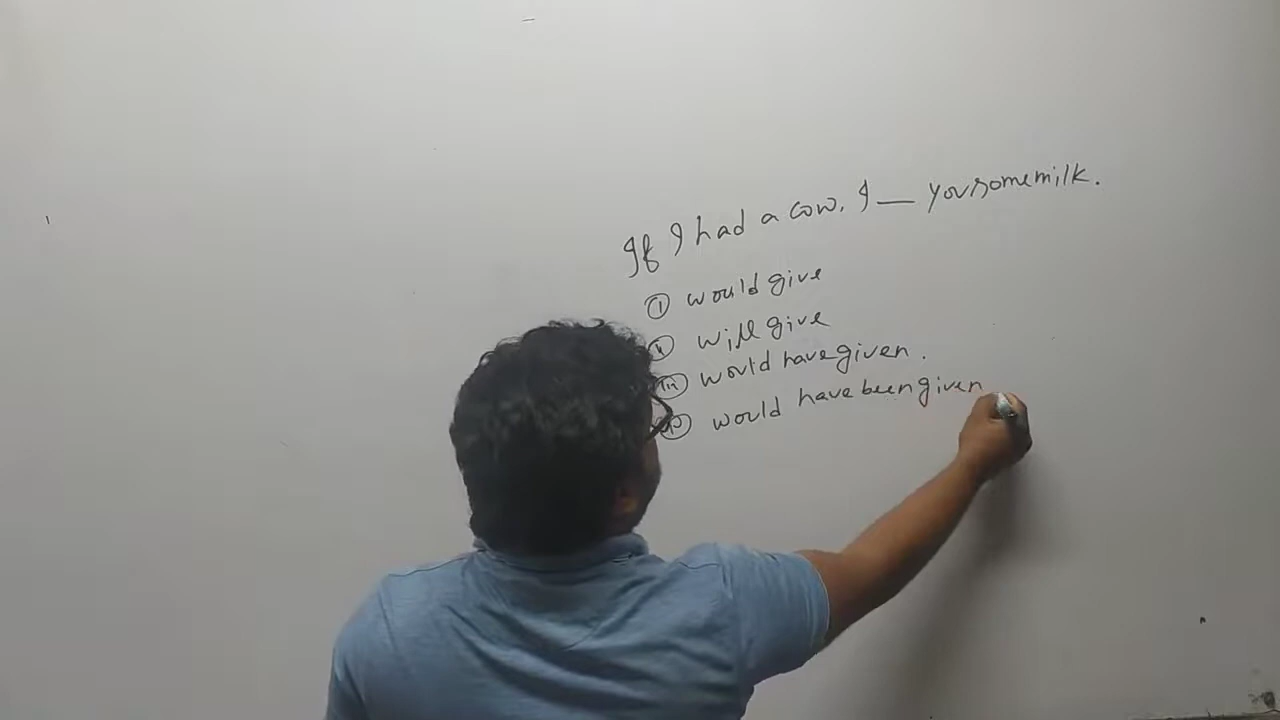 If I had a cow, I — you some milk.
(i) would give
(ii) will give
(iii) would have given.
(iv) would have been given